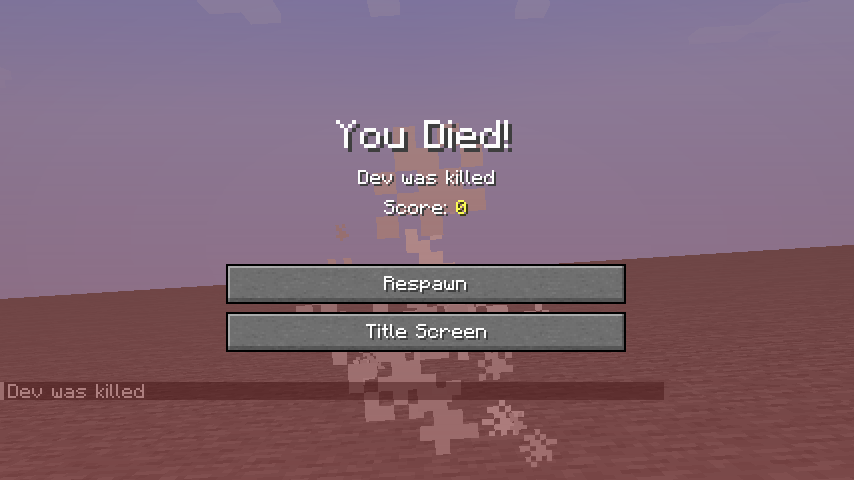 You Died!
Dev was killed
Score: 0
Respawn
Title Screen
Dev was killed